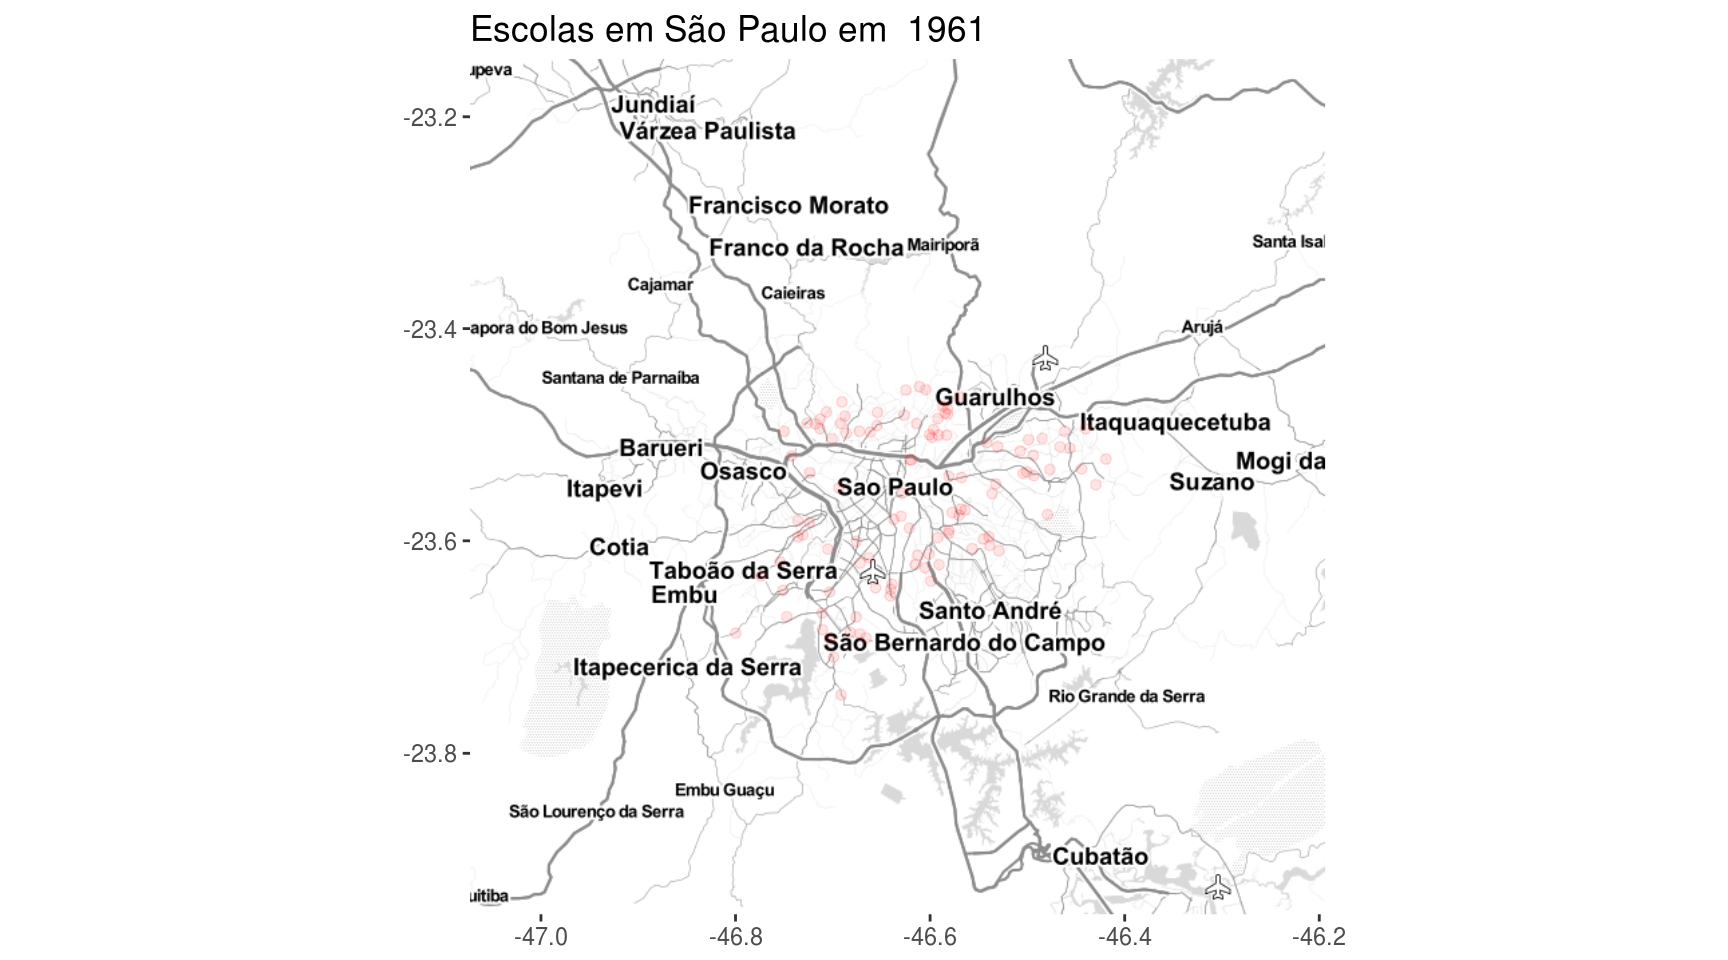 Escolas em São Paulo em  1961
upeva
Jundiaí
-23.2
Várzea Paulista
Francisco Morato
Santa Isal
Franco da Rocha
Mairiporã
Cajamar
Caieiras
-23.4
apora do Bom Jesus
Arujá
Santana de Parnaíba
Guarulhos
Itaquaquecetuba
Barueri
Mogi da
Osasco
Suzano
Itapevi
Sao Paulo
-23.6
Cotia
Taboão da Serra
Embu
Santo André
São Bernardo do Campo
Itapecerica da Serra
Rio Grande da Serra
-23.8
Embu Guaçu
São Lourenço da Serra
Cubatão
uitiba
-47.0
-46.8
-46.6
-46.4
-46.2